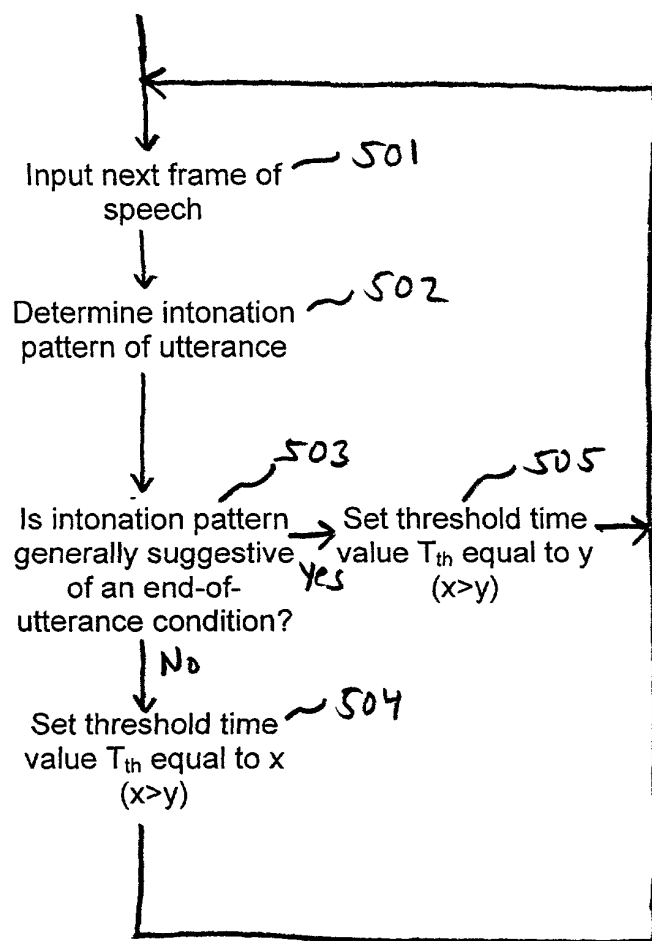 Input next frame of
speech
501
Determine intonation
pattern of utterance
502
Is intonation pattern
generally suggestive
of an end-of-
utterance condition?
503
Yes
Set threshold time
value Tth equal to y
(x>y)
505
No
Set threshold time
value Tth equal to x
(x>y)
504